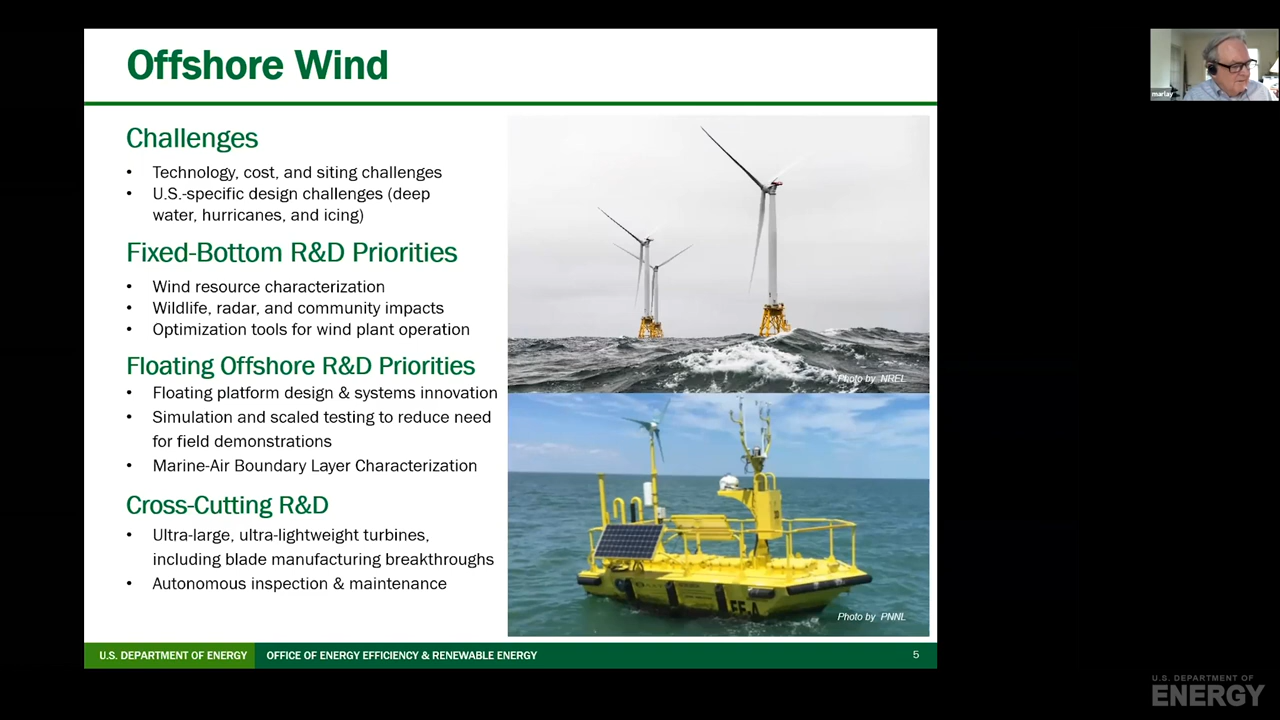 Offshore Wind
Challenges
• Technology, cost, and siting challenges
• U.S.-specific design challenges (deep
water, hurricanes, and icing)
Fixed-Bottom R&D Priorities
• Wind resource characterization
• Wildlife, radar, and community impacts
• Optimization tools for wind plant operation
Floating Offshore R&D Priorities
• Floating platform design & systems innovation
• Simulation and scaled testing to reduce need
for field demonstrations
• Marine-Air Boundary Layer Characterization
Cross-Cutting R&D
• Ultra-large, ultra-lightweight turbines,
including blade manufacturing breakthroughs
• Autonomous inspection & maintenance
Photo by NREL
Photo by PNNL
U.S. DEPARTMENT OF ENERGY
OFFICE OF ENERGY EFFICIENCY & RENEWABLE ENERGY
5
marlay
U.S. DEPARTMENT OF
ENERGY